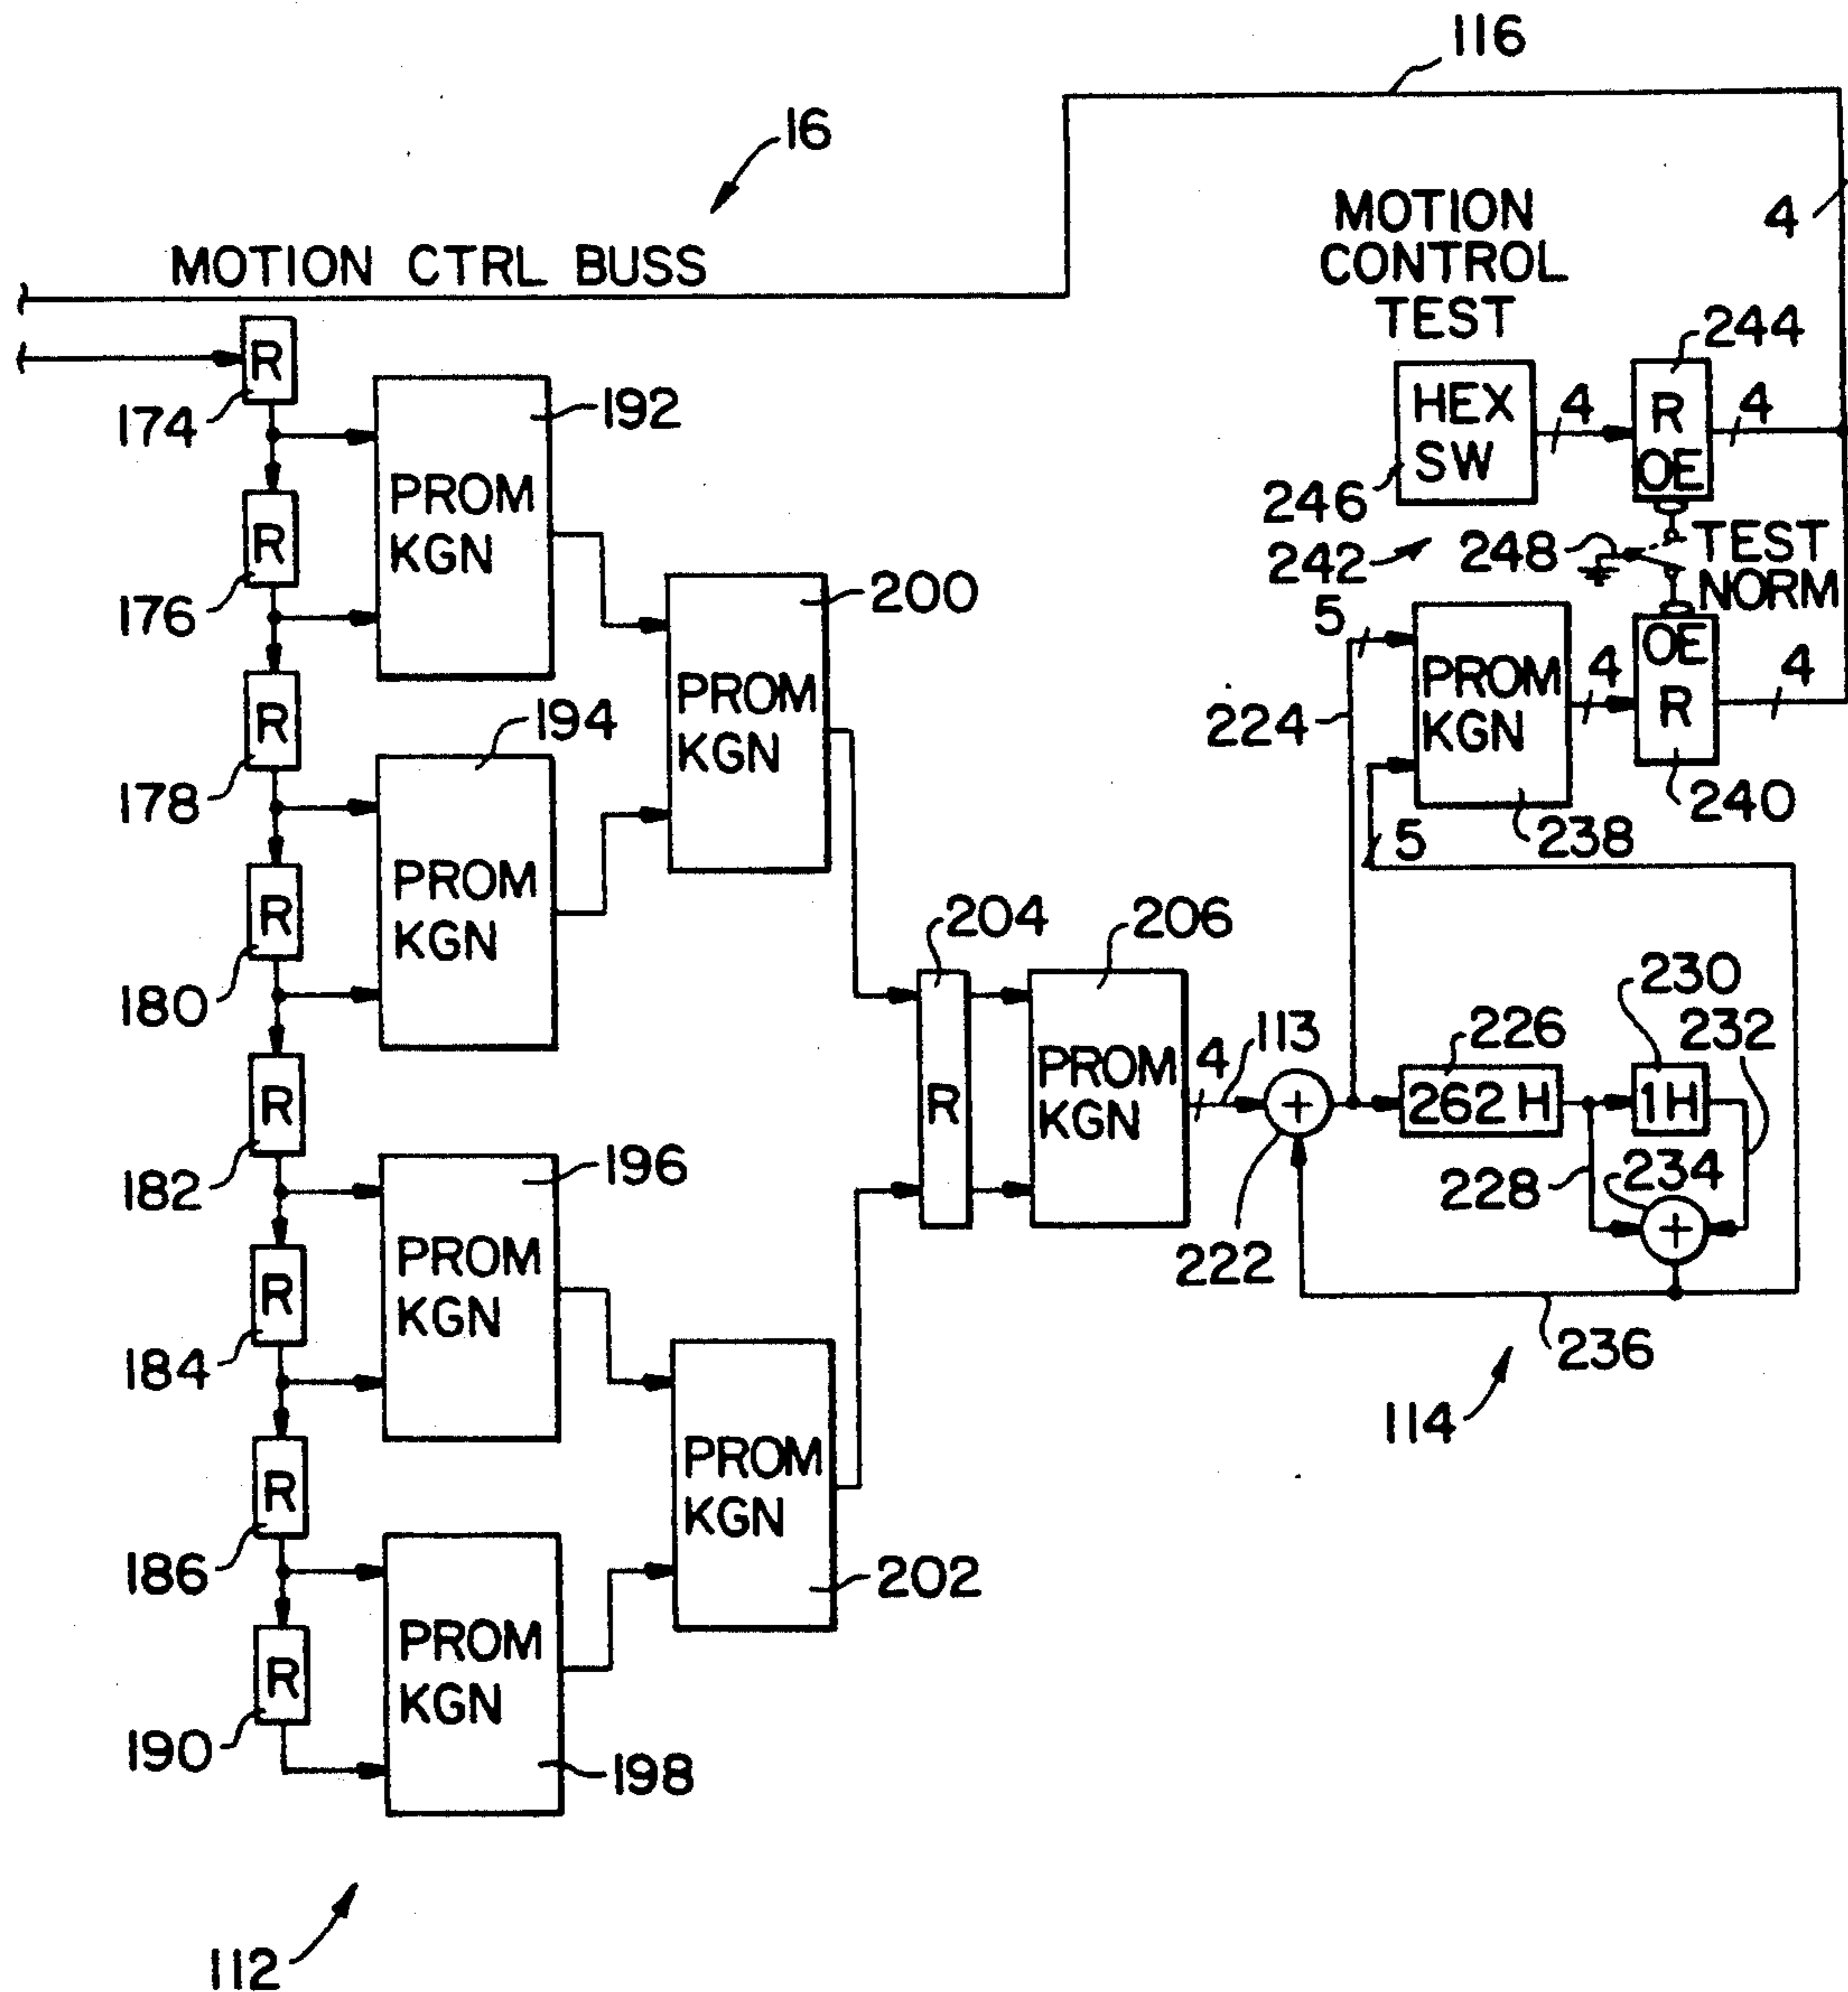 116
16
4
MOTION CTRL BUSS
MOTION
CONTROL
TEST
R
174
192
PROM
KGN
HEX
SW
246
4
R
OE
244
4
242
248
TEST
NORM
R
176
200
5
224
PROM
KGN
4
OE
R
4
240
238
5
R
178
194
PROM
KGN
PROM
KGN
R
180
204
R
206
PROM
KGN
4
113
222
226
262 H
230
1H
232
228
234
236
114
R
182
196
PROM
KGN
R
184
PROM
KGN
202
R
186
PROM
KGN
198
R
190
112